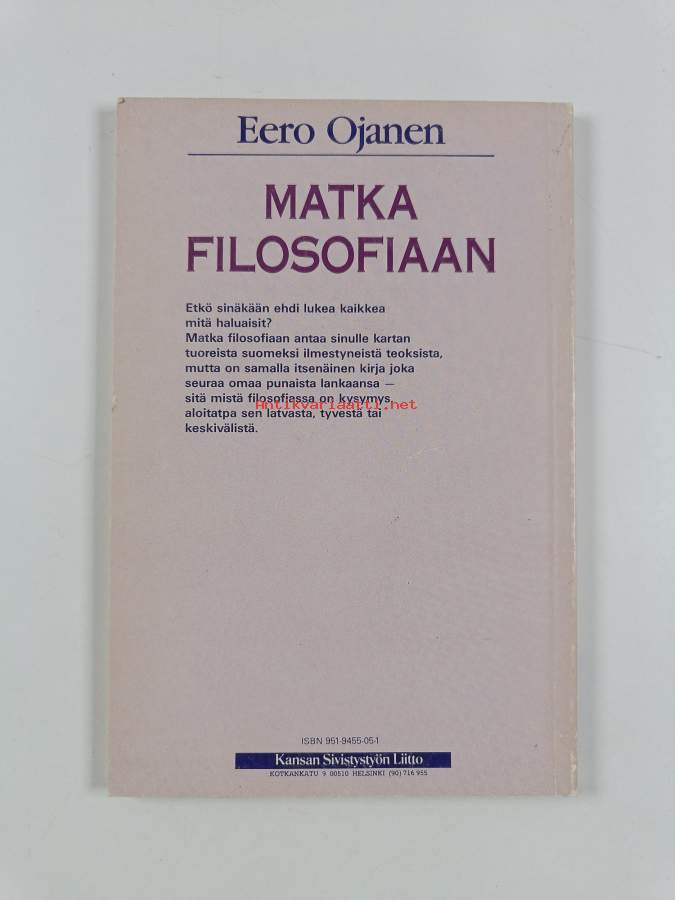 Eero Ojanen
MATKA
FILOSOFIAAN
Etkö sinäkään ehdi lukea kaikkea
mitä haluaisit?
Matka filosofiaan antaa sinulle kartan
tuoreista suomeksi ilmestyneistä teoksista,
mutta on samalla itsenäinen kirja joka
seuraa omaa punaista lankaansa —
sitä mistä filosofiassa on kysymys,
Antikvariaatti.net
aloitatpa sen latvasta, tyvestä tai
keskivälistä.
ISBN 951-9455-05-1
Kansan Sivistystyön Liitto
KOTKANKATU 9 00510 HELSINKI (90) 716 955